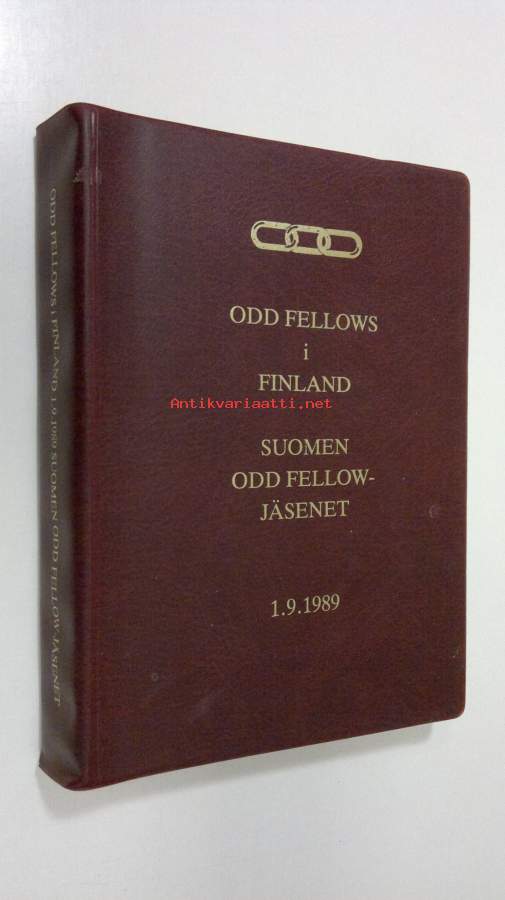 ODD FELLOWS
i
FINLAND
Antikvariaatti.net
SUOMEN
ODD FELLOW-
JÄSENET
1.9.1989
ODD FELLOWS i FINLAND 1.9.1989 SUOMEN ODD FELLOW-JÄSENET